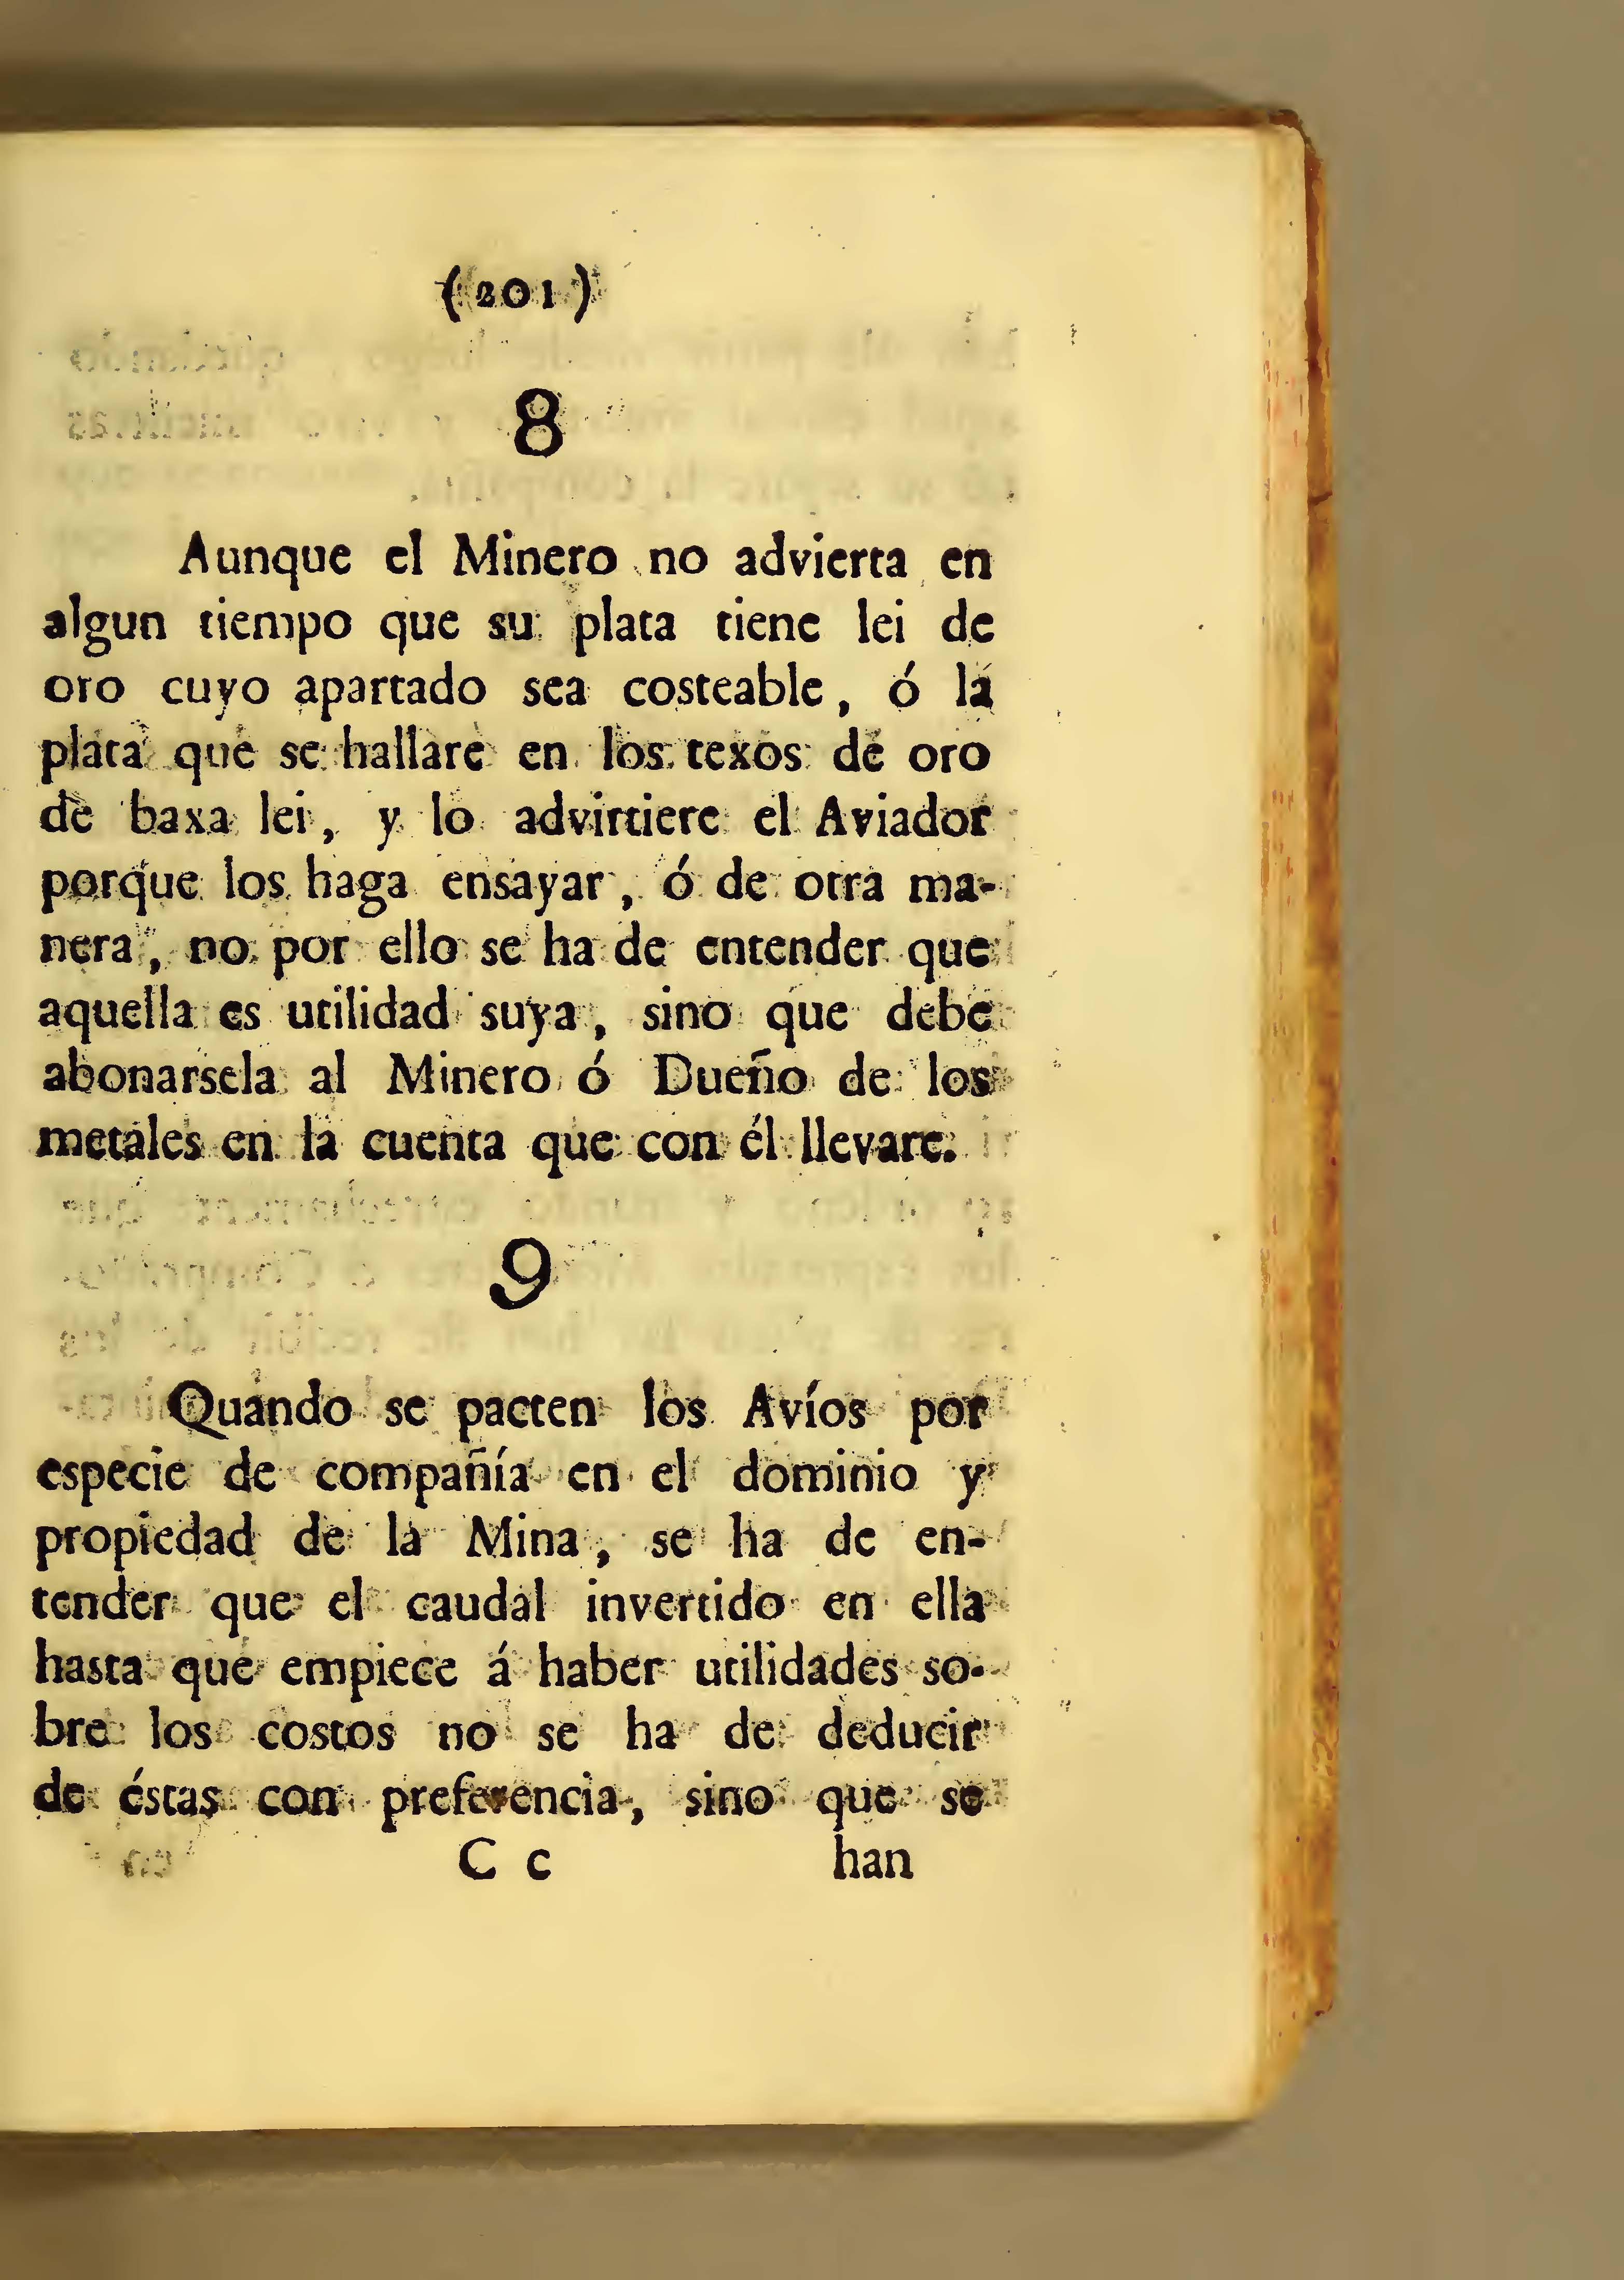 (201)
8
Aunque el Minero no advierta en
algun tiempo que su plata tiene lei de
oro cuyo apartado sea costeable, ó la
plata que se hallare en los texos de oro
de baxa lei, y lo advirtiere el Aviador
porque los haga ensayar, ó de otra ma-
nera, no por ello se ha de entender que
aquella es utilidad suya, sino que debe
abonarsela al Minero ó Dueño de los
metales en la cuenta que con él llevare.
9
Quando se pacten los Avíos por
especie de compañía en el dominio y
propiedad de la Mina, se ha de en-
tender que el caudal invertido en ella
hasta que empiece á haber utilidades so-
bre los costos no se ha de deducir
de éstas con preferencia, sino que se
C c han